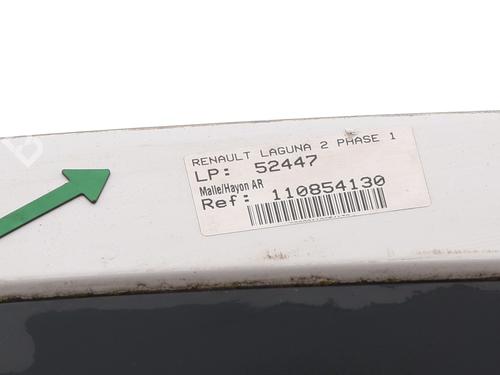 RENAULT LAGUNA 2 PHASE 1
LP: 52447
Malle/Hayon AR
Ref: 110854130
B